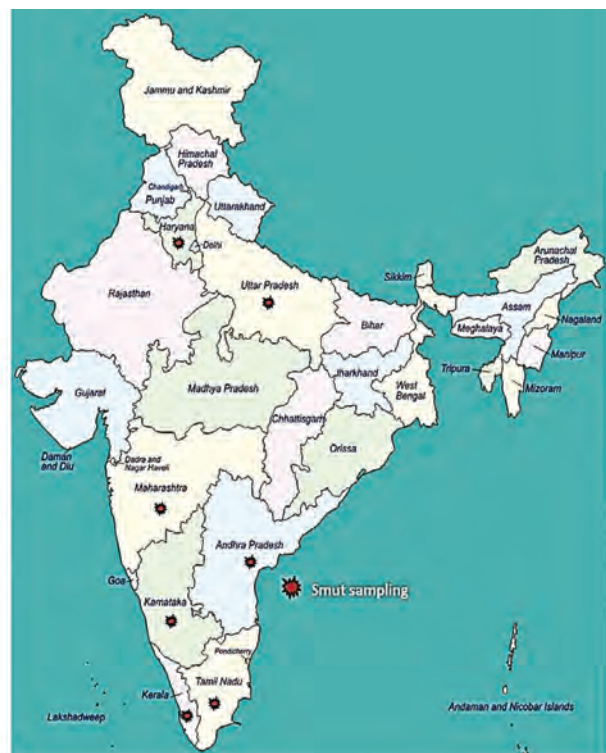 Jammu and Kashmir
Himachal
Pradesh
Chandigarh
Punjab
Uttarakhand
Haryana
Delhi
Arunachal
Pradesh
Sikkim
Uttar Pradesh
Rajasthan
Assam
Nagaland
Bihar
Meghalaya
Manipur
Jharkhand
Tripura
West
Bengal
Mizoram
Gujarat
Madhya Pradesh
Chhattisgarh
Orissa
Daman
and Diu
Dadra and
Nagar Haveli
Maharashtra
Andhra Pradesh
Goa
Smut sampling
Karnataka
Pondicherry
Kerala
Tamil Nadu
Lakshadweep
Andaman and Nicobar Islands